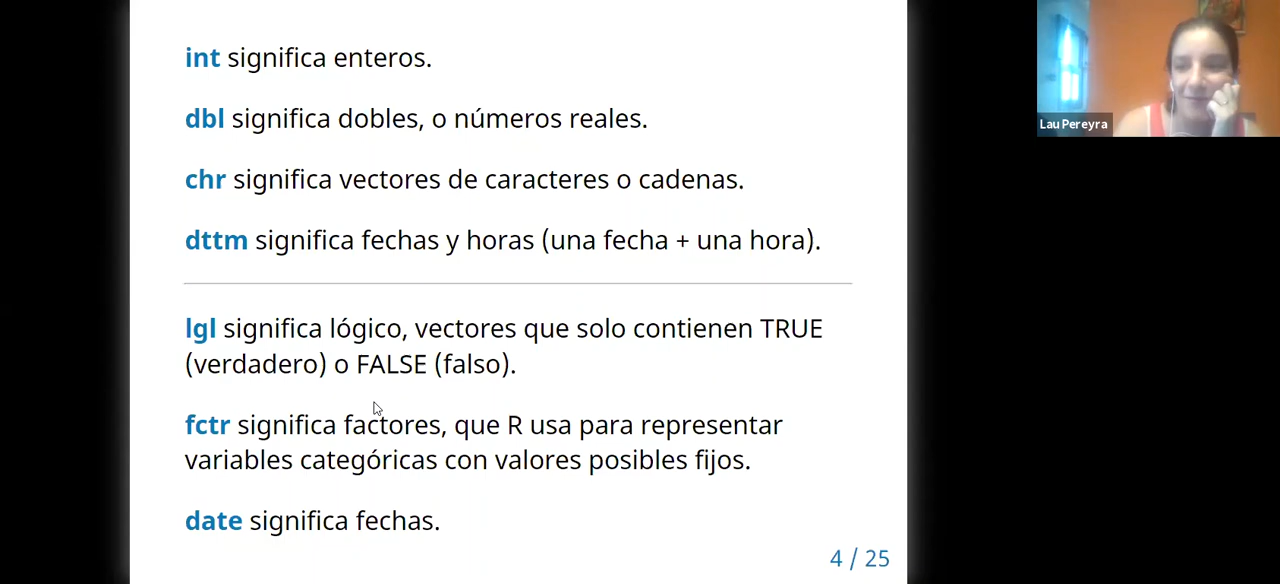 int significa enteros.
dbl significa dobles, o números reales.
chr significa vectores de caracteres o cadenas.
dttm significa fechas y horas (una fecha + una hora).
lgl significa lógico, vectores que solo contienen TRUE
(verdadero) o FALSE (falso).
fctr significa factores, que R usa para representar
variables categóricas con valores posibles fijos.
date significa fechas.
4 / 25
Lau Pereyra